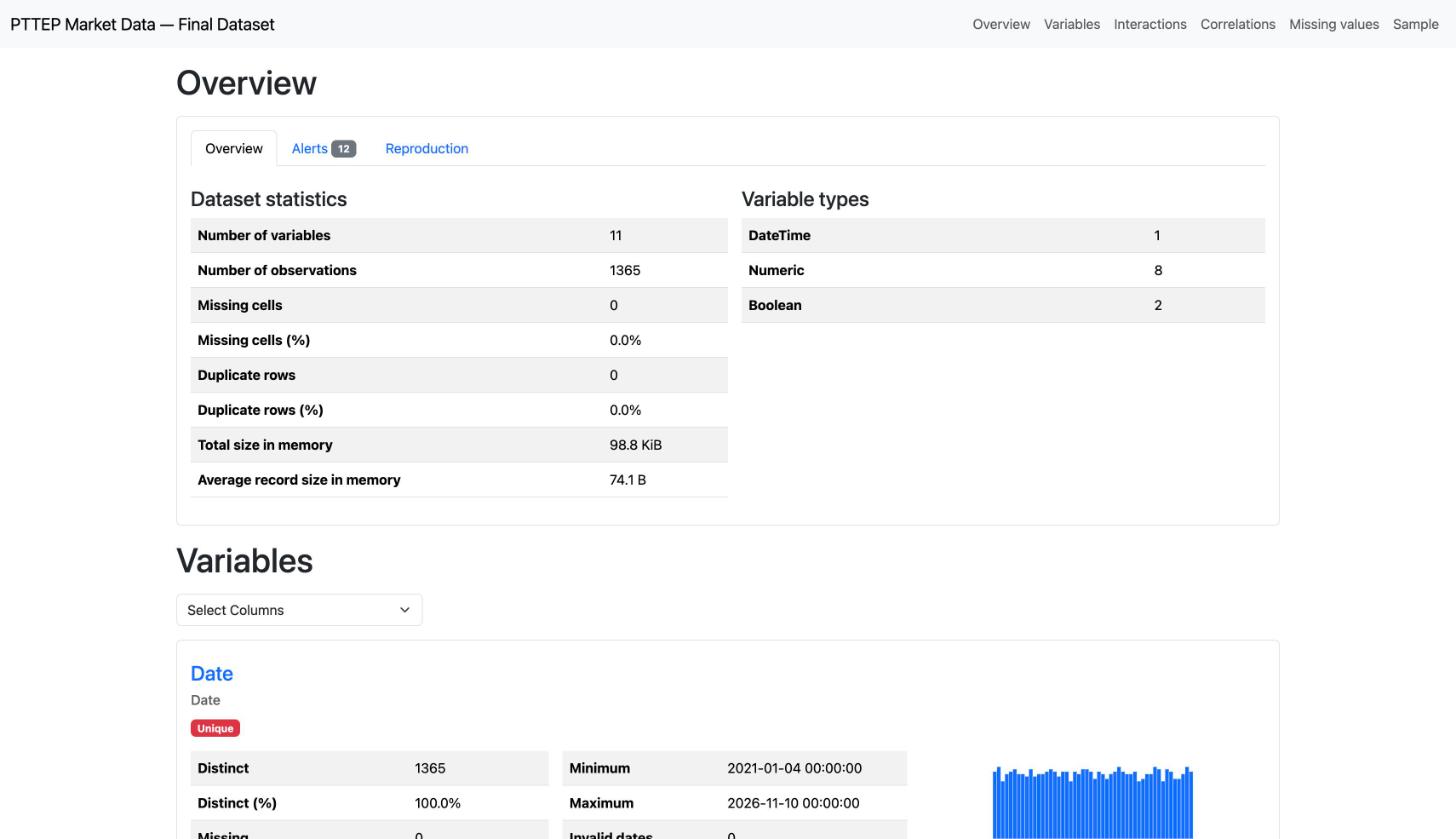 PTTEP Market Data — Final Dataset
Overview Variables Interactions Correlations Missing values Sample
Overview
Overview Alerts 12 Reproduction
Dataset statistics
Number of variables 11
Number of observations 1365
Missing cells 0
Missing cells (%) 0.0%
Duplicate rows 0
Duplicate rows (%) 0.0%
Total size in memory 98.8 KiB
Average record size in memory 74.1 B
Variable types
DateTime 1
Numeric 8
Boolean 2
Variables
Select Columns
Date
Date
Unique
Distinct 1365
Distinct (%) 100.0%
Missing 0
Minimum 2021-01-04 00:00:00
Maximum 2026-11-10 00:00:00
Invalid dates 0